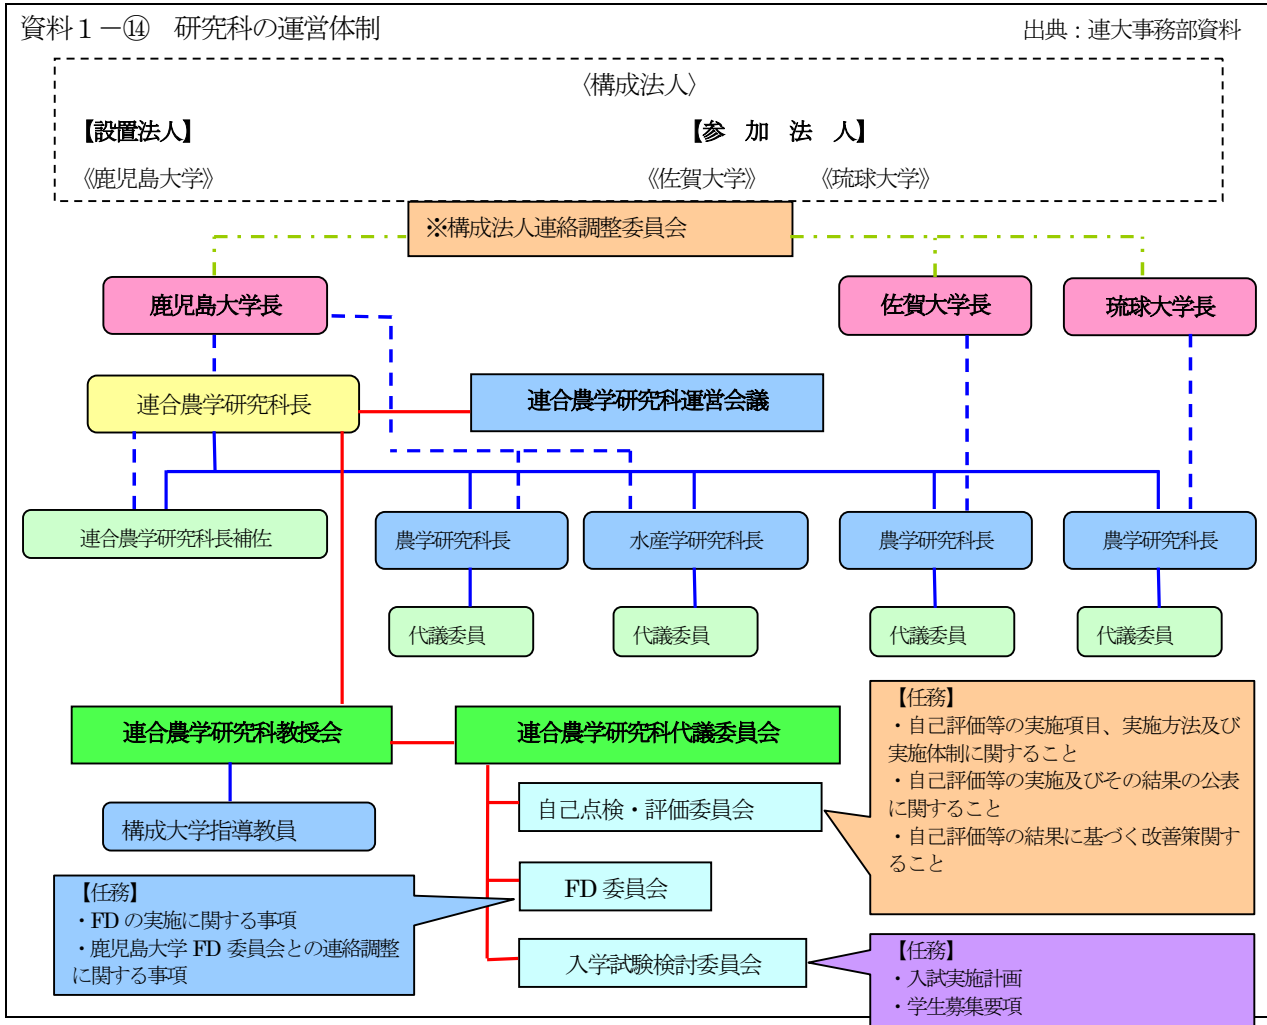 資料１－⑭　研究科の運営体制
出典：連大事務部資料
〈構成法人〉
【設置法人】
【参　加　法　人】
《鹿児島大学》
《佐賀大学》
《琉球大学》
※構成法人連絡調整委員会
鹿児島大学長
佐賀大学長
琉球大学長
連合農学研究科長
連合農学研究科運営会議
連合農学研究科長補佐
農学研究科長
水産学研究科長
農学研究科長
農学研究科長
代議委員
代議委員
代議委員
代議委員
連合農学研究科教授会
連合農学研究科代議委員会
構成大学指導教員
自己点検・評価委員会
【任務】
・自己評価等の実施項目、実施方法及び
実施体制に関すること
・自己評価等の実施及びその結果の公表
に関すること
・自己評価等の結果に基づく改善策関す
ること
FD 委員会
【任務】
・FD の実施に関する事項
・鹿児島大学 FD 委員会との連絡調整
に関する事項
入学試験検討委員会
【任務】
・入試実施計画
・学生募集要項